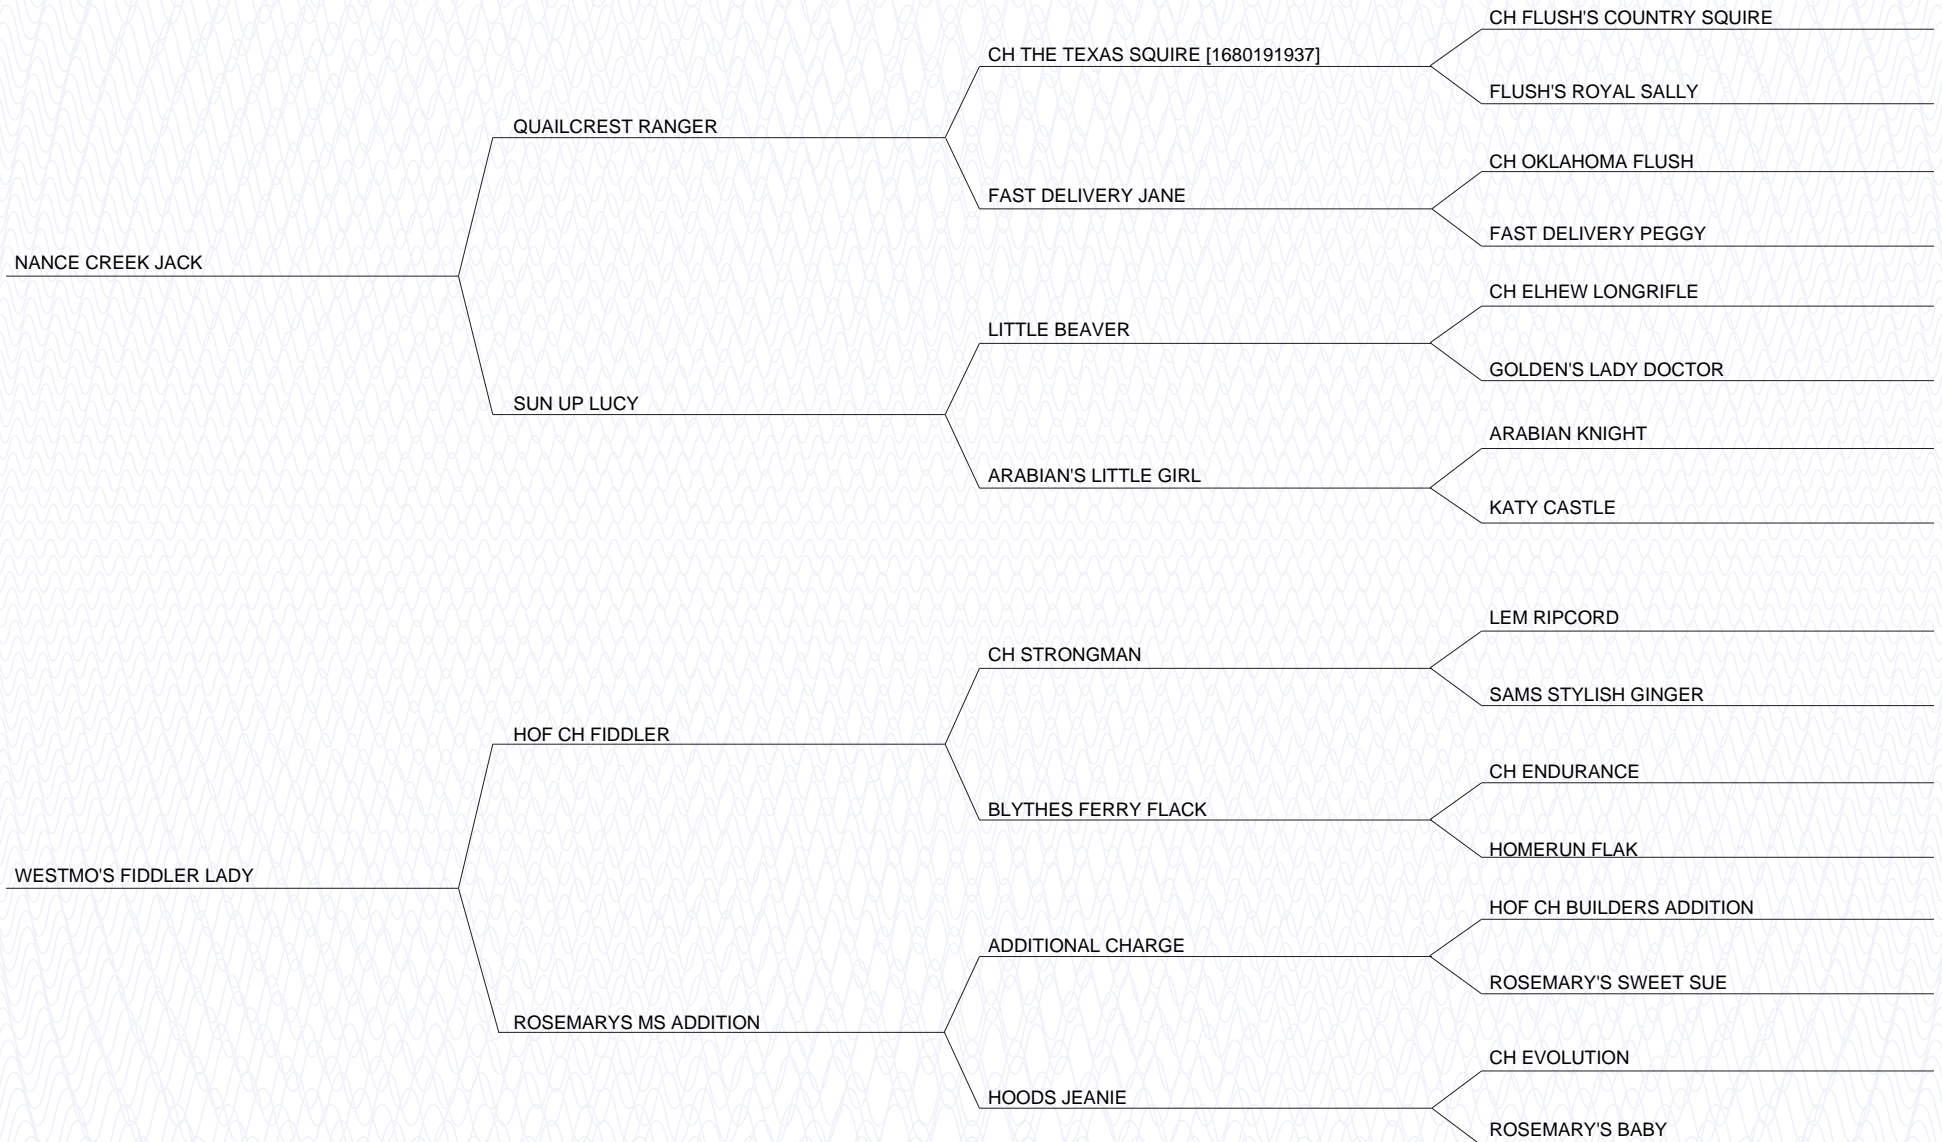 CH FLUSH'S COUNTRY SQUIRE
CH THE TEXAS SQUIRE [1680191937]
FLUSH'S ROYAL SALLY
QUAILCREST RANGER
CH OKLAHOMA FLUSH
FAST DELIVERY JANE
FAST DELIVERY PEGGY
NANCE CREEK JACK
CH ELHEW LONGRIFLE
LITTLE BEAVER
GOLDEN'S LADY DOCTOR
SUN UP LUCY
ARABIAN KNIGHT
ARABIAN'S LITTLE GIRL
KATY CASTLE
LEM RIPCORD
CH STRONGMAN
SAMS STYLISH GINGER
HOF CH FIDDLER
CH ENDURANCE
BLYTHES FERRY FLACK
HOMERUN FLAK
WESTMO'S FIDDLER LADY
HOF CH BUILDERS ADDITION
ADDITIONAL CHARGE
ROSEMARY'S SWEET SUE
ROSEMARYS MS ADDITION
CH EVOLUTION
HOODS JEANIE
ROSEMARY'S BABY